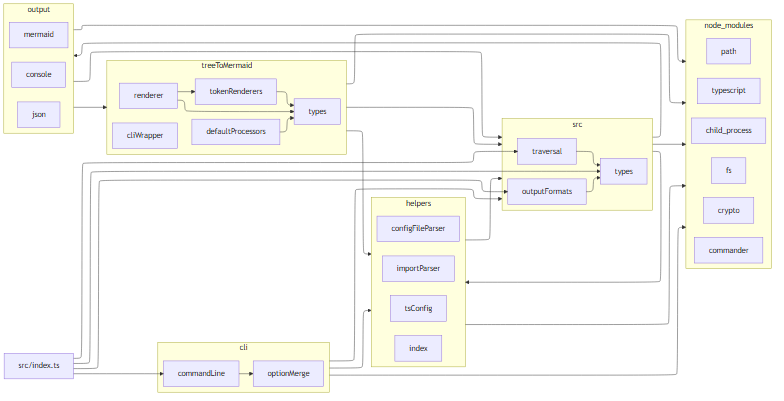 output
mermaid
console
json
treeToMermaid
renderer
tokenRenderers
types
cliWrapper
defaultProcessors
src
traversal
types
outputFormats
helpers
configFileParser
importParser
tsConfig
index
node_modules
path
typescript
child_process
fs
crypto
commander
src/index.ts
cli
commandLine
optionMerge